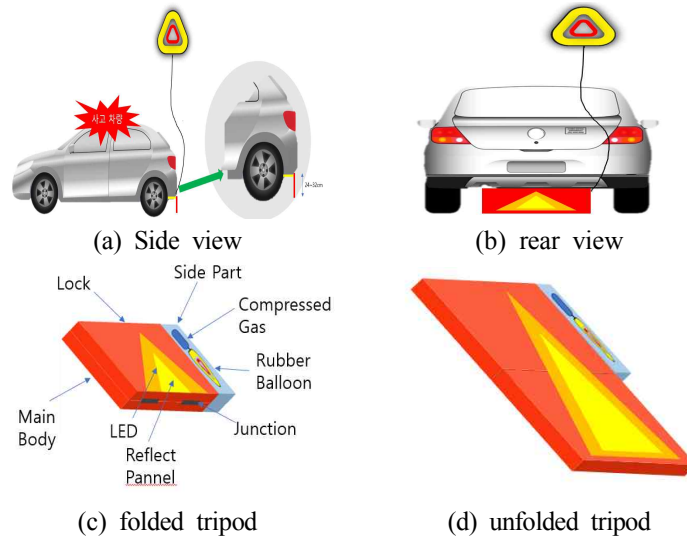 사고 차량
24~32cm
(a) Side view
(b) rear view
Lock
Side Part
Compressed
Gas
Rubber
Balloon
Main
Body
LED
Junction
Reflect
Pannel
(c) folded tripod
(d) unfolded tripod